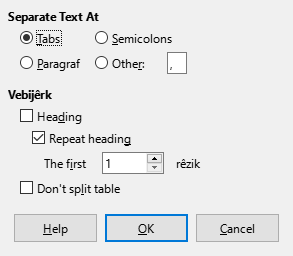 Separate Text At
Tabs Semicolons
Paragraf Other: ,
Vebijêrk
Heading
Repeat heading
The first 1 rêzik
Don't split table
Help OK Cancel